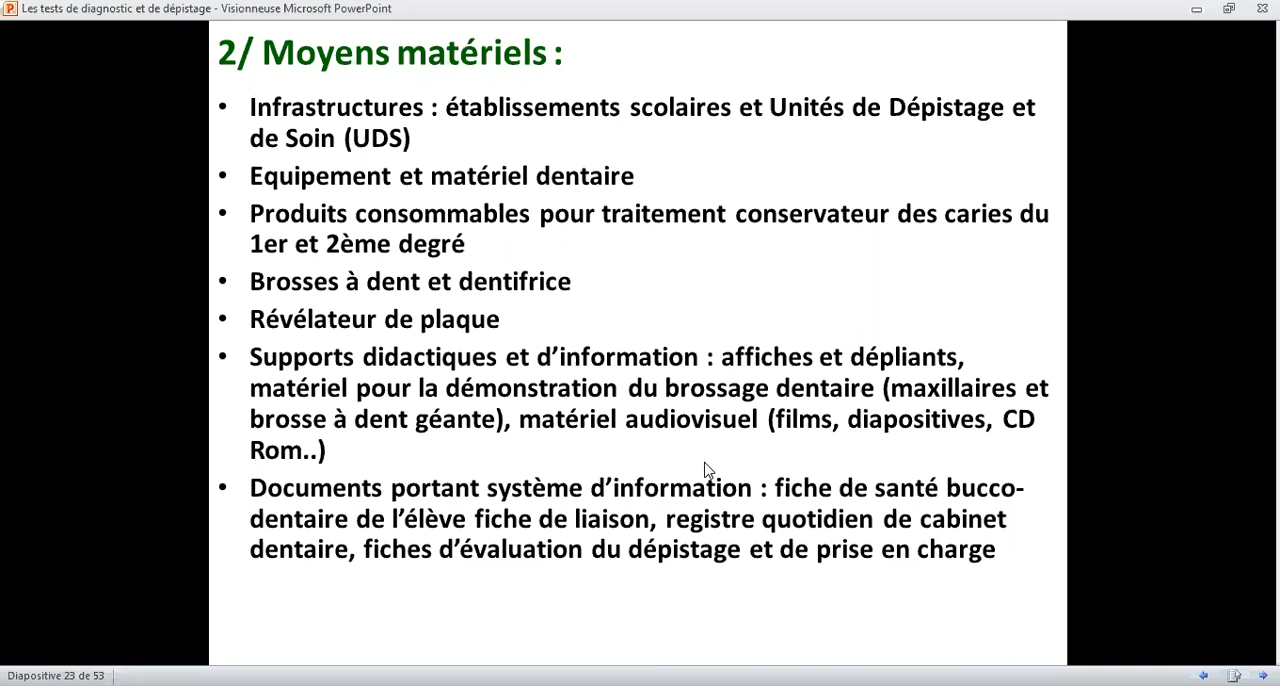 Les tests de diagnostic et de dépistage - Visionneuse Microsoft PowerPoint
2/ Moyens matériels :
• Infrastructures : établissements scolaires et Unités de Dépistage et
de Soin (UDS)
• Equipement et matériel dentaire
• Produits consommables pour traitement conservateur des caries du
1er et 2ème degré
• Brosses à dent et dentifrice
• Révélateur de plaque
• Supports didactiques et d’information : affiches et dépliants,
matériel pour la démonstration du brossage dentaire (maxillaires et
brosse à dent géante), matériel audiovisuel (films, diapositives, CD
Rom..)
• Documents portant système d’information : fiche de santé bucco-
dentaire de l’élève fiche de liaison, registre quotidien de cabinet
dentaire, fiches d’évaluation du dépistage et de prise en charge
Diapositive 23 de 53